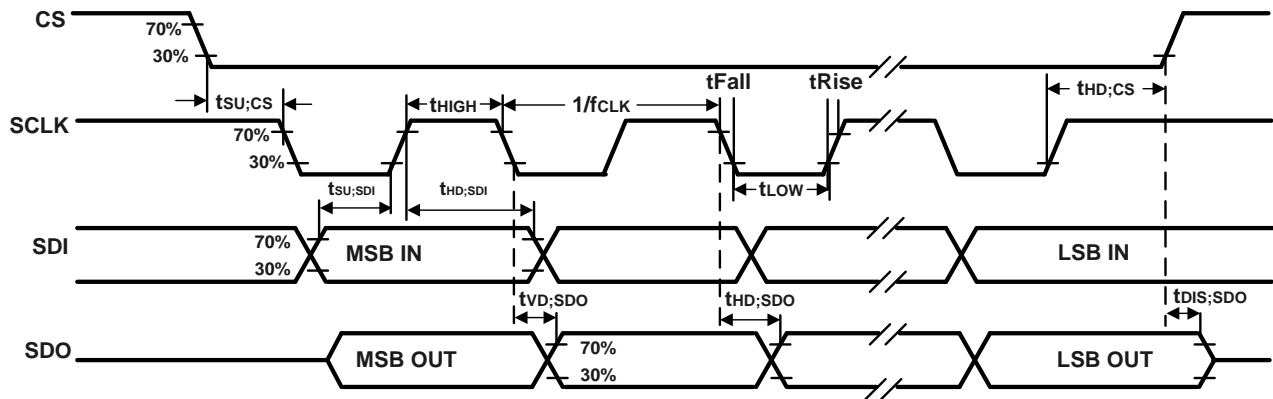 CS
70%
30%
tFall
tRise
tHD;CS
tSU;CS
tHIGH
1/fCLK
SCLK
70%
30%
tSU;SDI
tHD;SDI
tLOW
SDI
70%
30%
MSB IN
LSB IN
tVD;SDO
tHD;SDO
tDIS;SDO
SDO
MSB OUT
70%
30%
LSB OUT